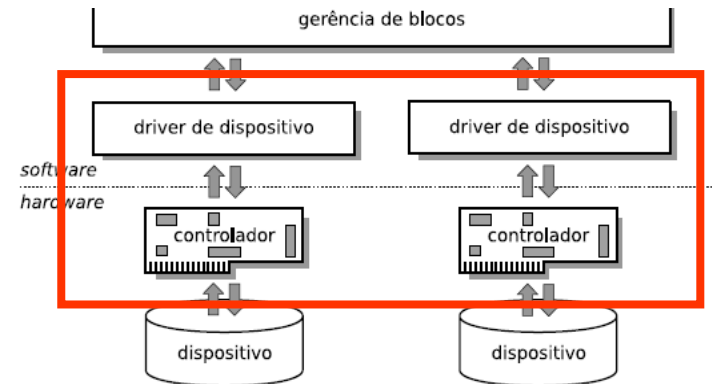 gerência de blocos
driver de dispositivo driver de dispositivo
software
hardware
controlador controlador
dispositivo dispositivo